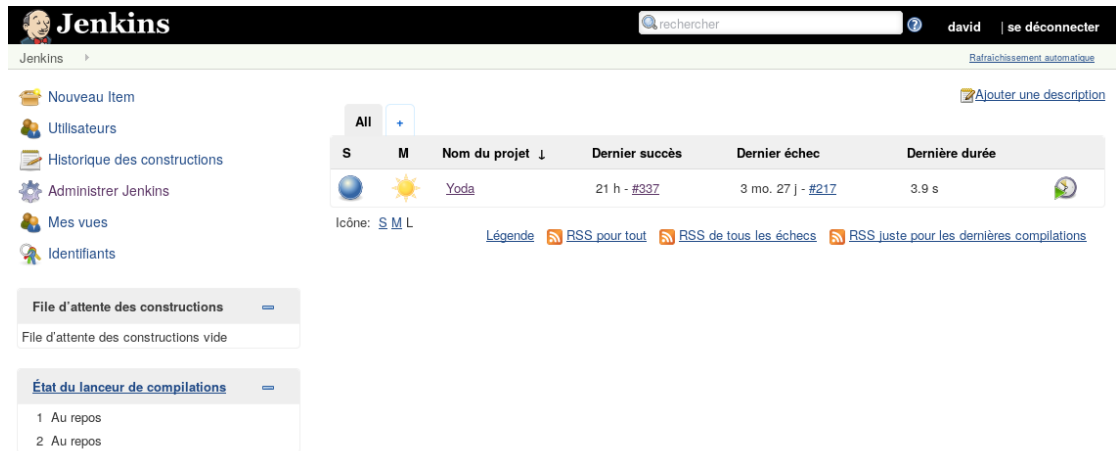 Jenkins
rechercher
david | se déconnecter
Jenkins
Rafraîchissement automatique
Nouveau Item
Utilisateurs
Historique des constructions
Administrer Jenkins
Mes vues
Identifiants
File d'attente des constructions
File d'attente des constructions vide
État du lanceur de compilations
1 Au repos
2 Au repos
Ajouter une description
All +
S M Nom du projet ↓ Dernier succès Dernier échec Dernière durée
Yoda 21 h - #337 3 mo. 27 j - #217 3.9 s
Icône: S M L
Légende RSS pour tout RSS de tous les échecs RSS juste pour les dernières compilations